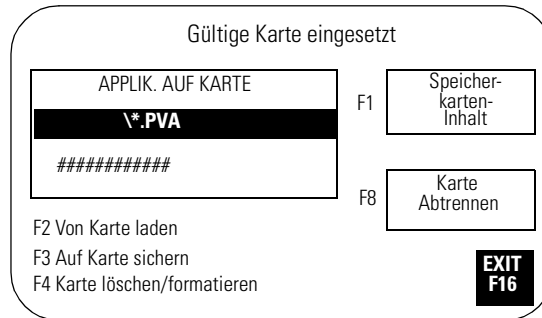 Gültige Karte eingesetzt
APPLIK. AUF KARTE
\*.PVA
############
F1
Speicher-
karten-
Inhalt
F8
Karte
Abtrennen
F2 Von Karte laden
F3 Auf Karte sichern
F4 Karte löschen/formatieren
EXIT
F16